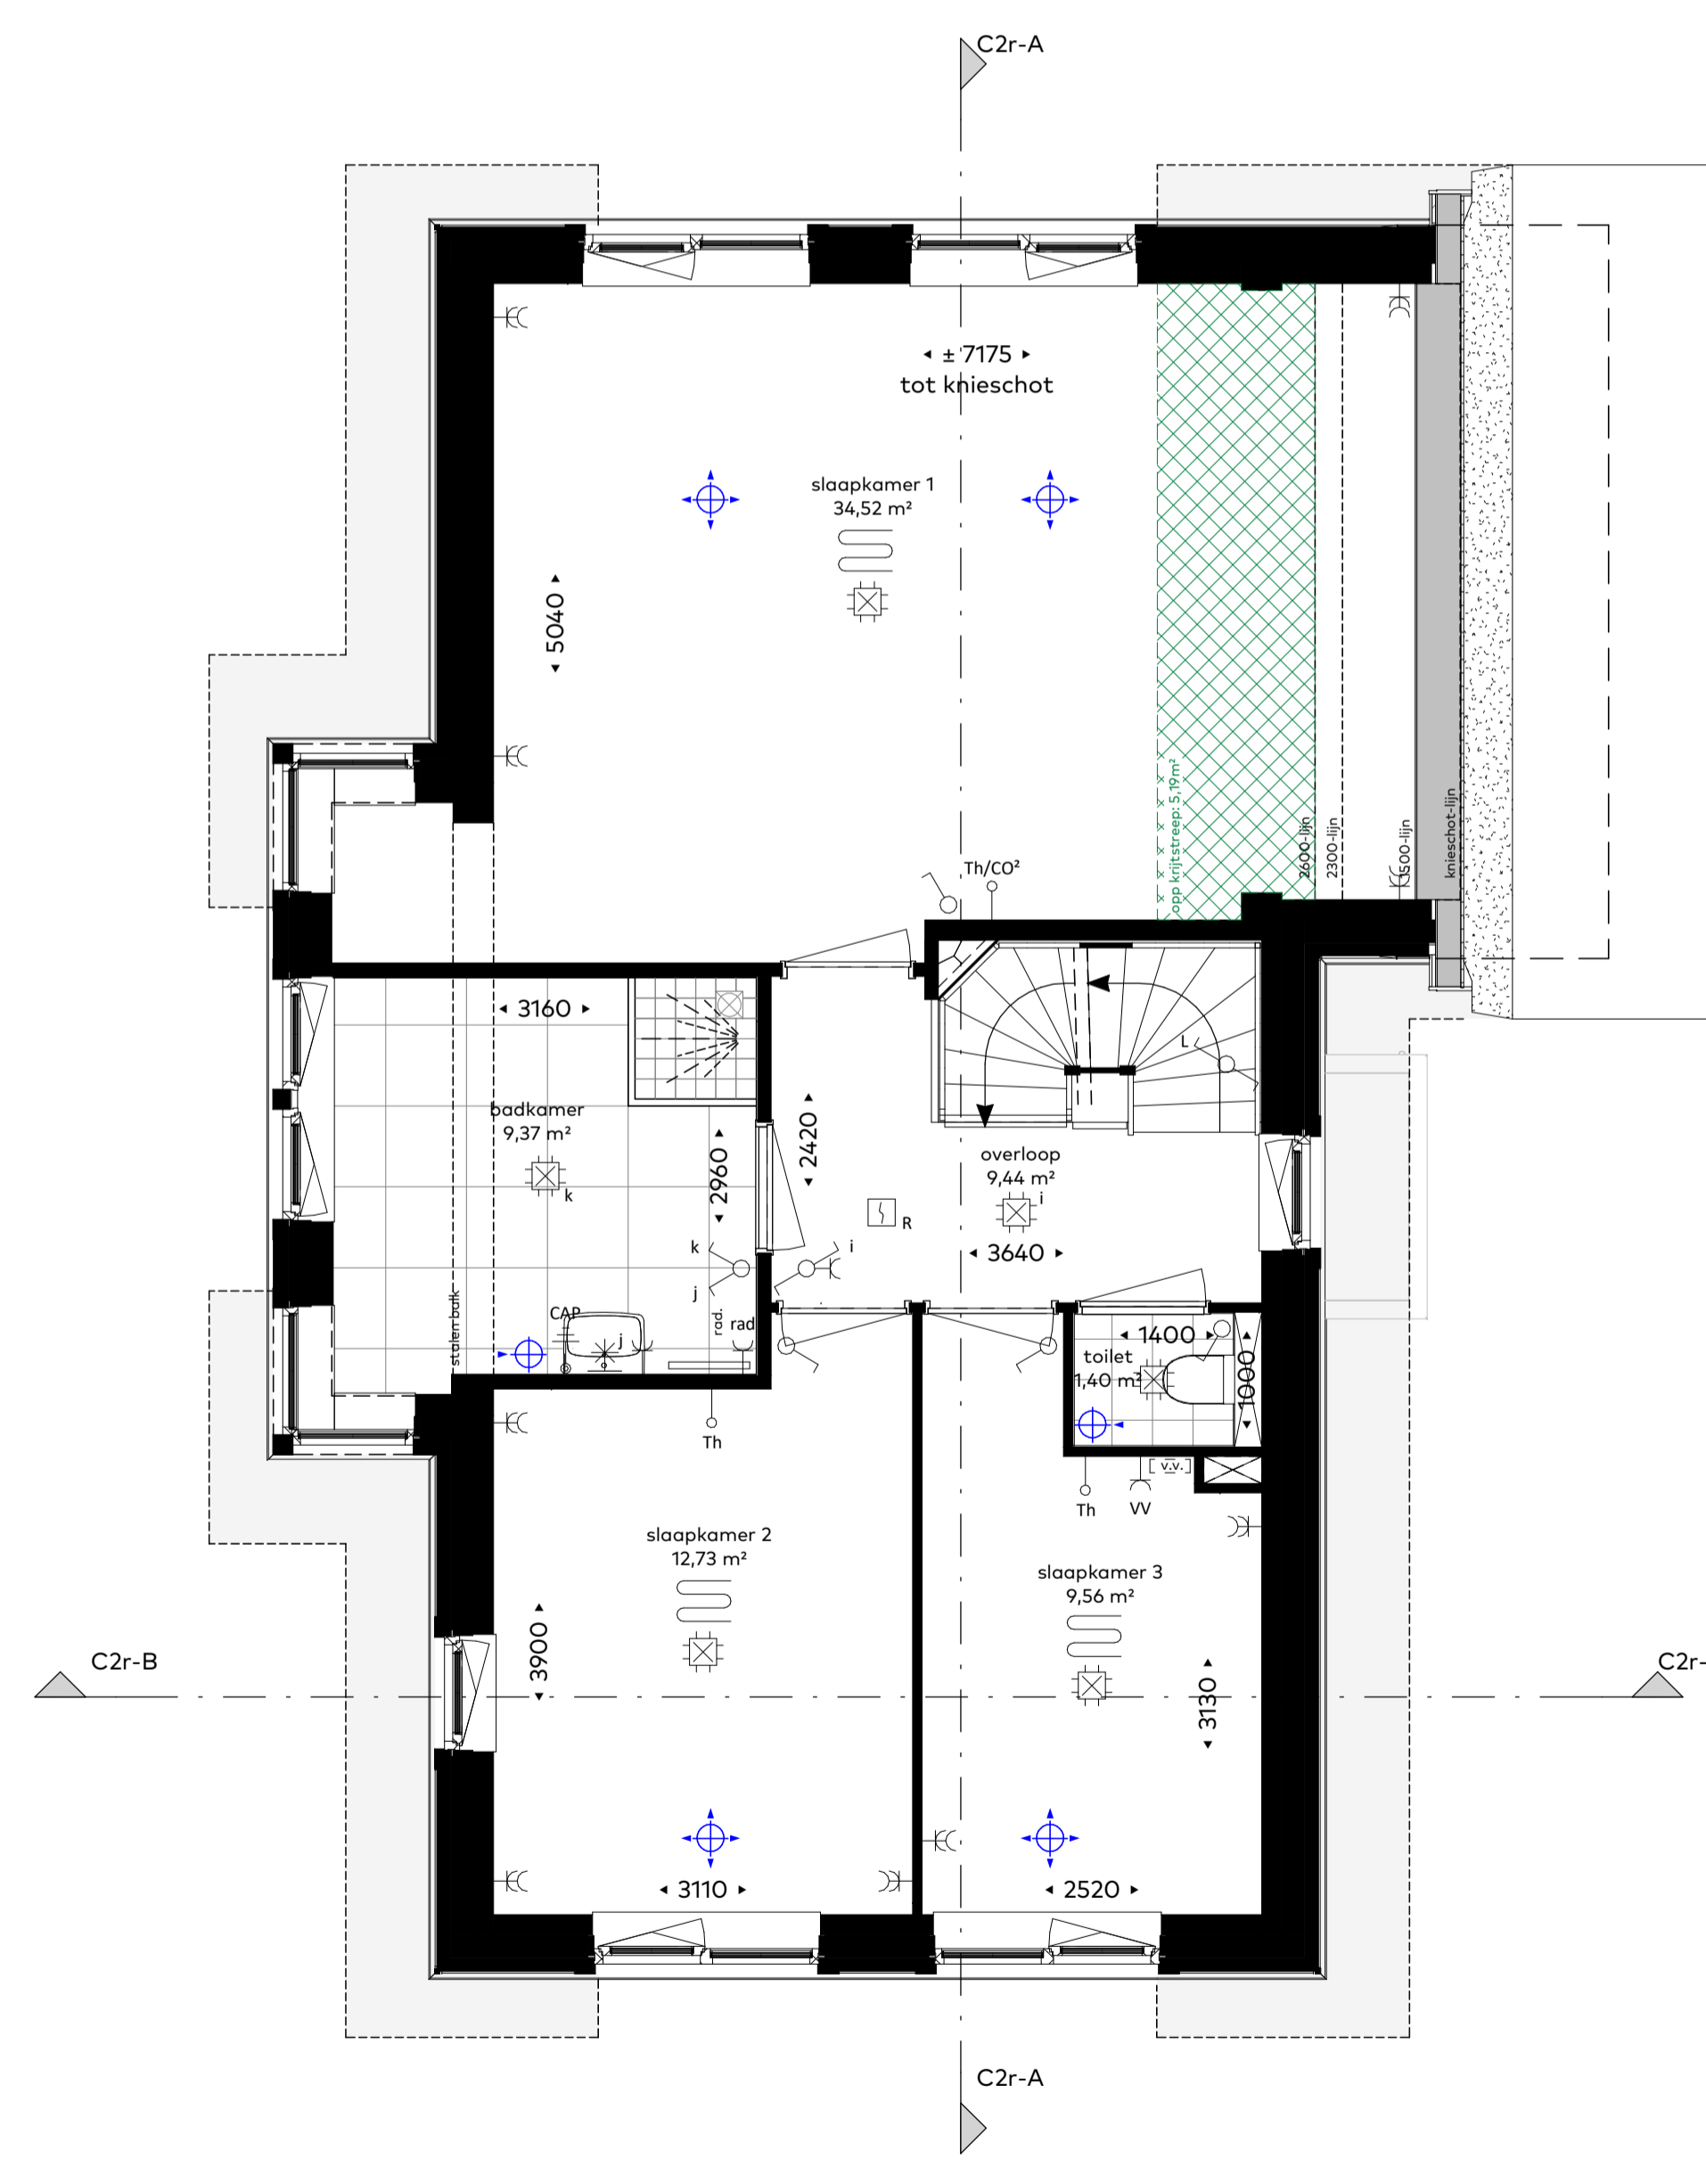 C2r-A
± 7175
tot knieschot
slaapkamer 1
34,52 m²
5040
opp krijtstreep: 5,19m²
2600-lijn
2300-lijn
1500-lijn
knieschot-lijn
Th/CO²
3160
L
badkamer
9,37 m²
k
2960
2420
overloop
9,44 m²
i
R
3640
k
j
i
stalen balk
CAP
j
rad.
rad
1400
toilet
1,40 m²
1000
Th
v.v.
Th
VV
slaapkamer 2
12,73 m²
slaapkamer 3
9,56 m²
3900
3130
C2r-B
C2r-
3110
2520
C2r-A